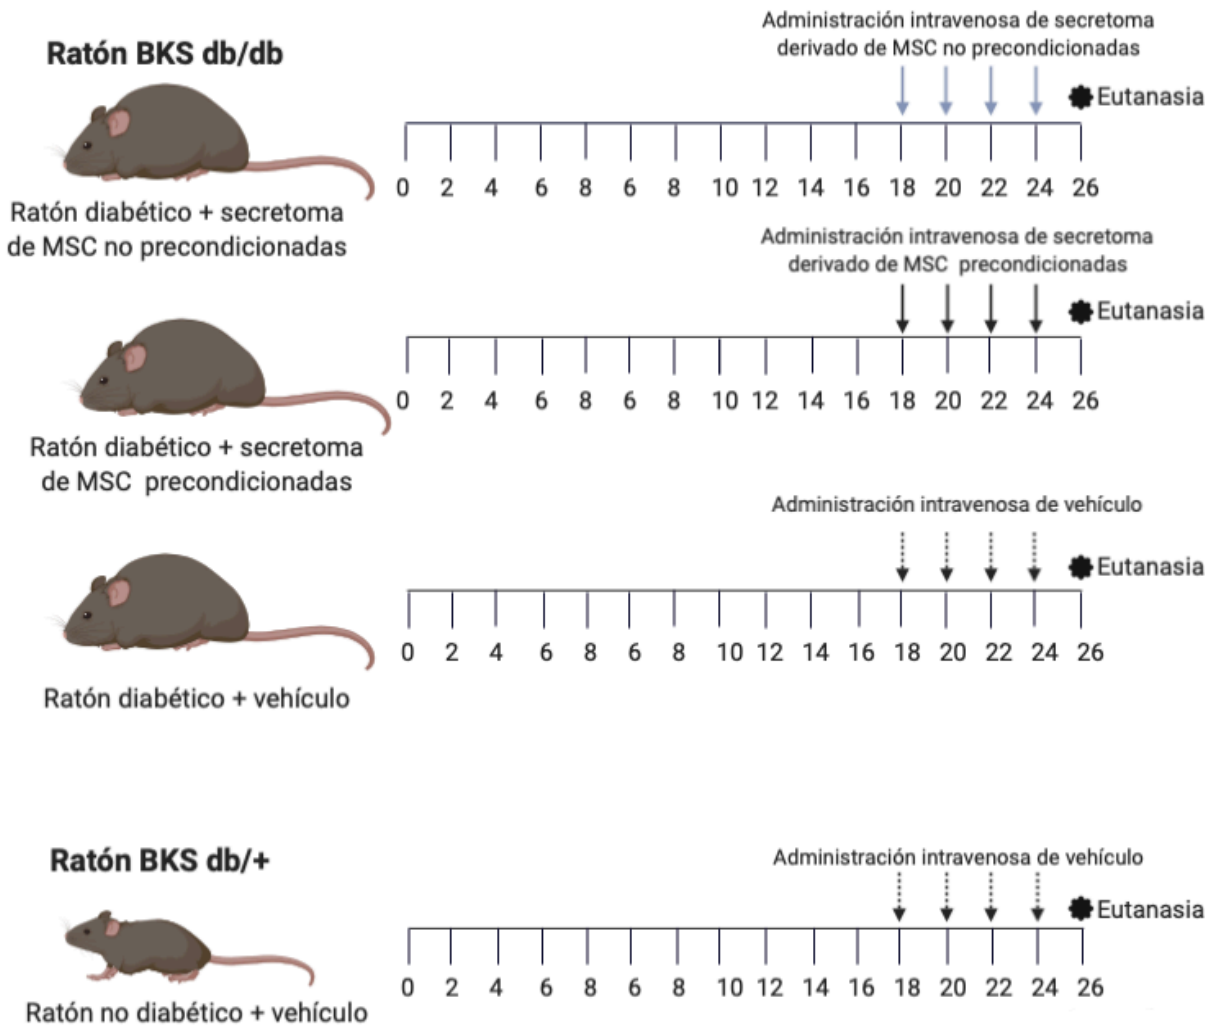 Ratón BKS db/db
Administración intravenosa de secretoma
derivado de MSC no precondicionadas
Eutanasia
0 2 4 6 8 6 8 10 12 14 16 18 20 22 24 26
Ratón diabético + secretoma
de MSC no precondicionadas
Administración intravenosa de secretoma
derivado de MSC precondicionadas
Eutanasia
0 2 4 6 8 6 8 10 12 14 16 18 20 22 24 26
Ratón diabético + secretoma
de MSC precondicionadas
Administración intravenosa de vehículo
Eutanasia
0 2 4 6 8 6 8 10 12 14 16 18 20 22 24 26
Ratón diabético + vehículo
Ratón BKS db/+
Administración intravenosa de vehículo
Eutanasia
0 2 4 6 8 6 8 10 12 14 16 18 20 22 24 26
Ratón no diabético + vehículo